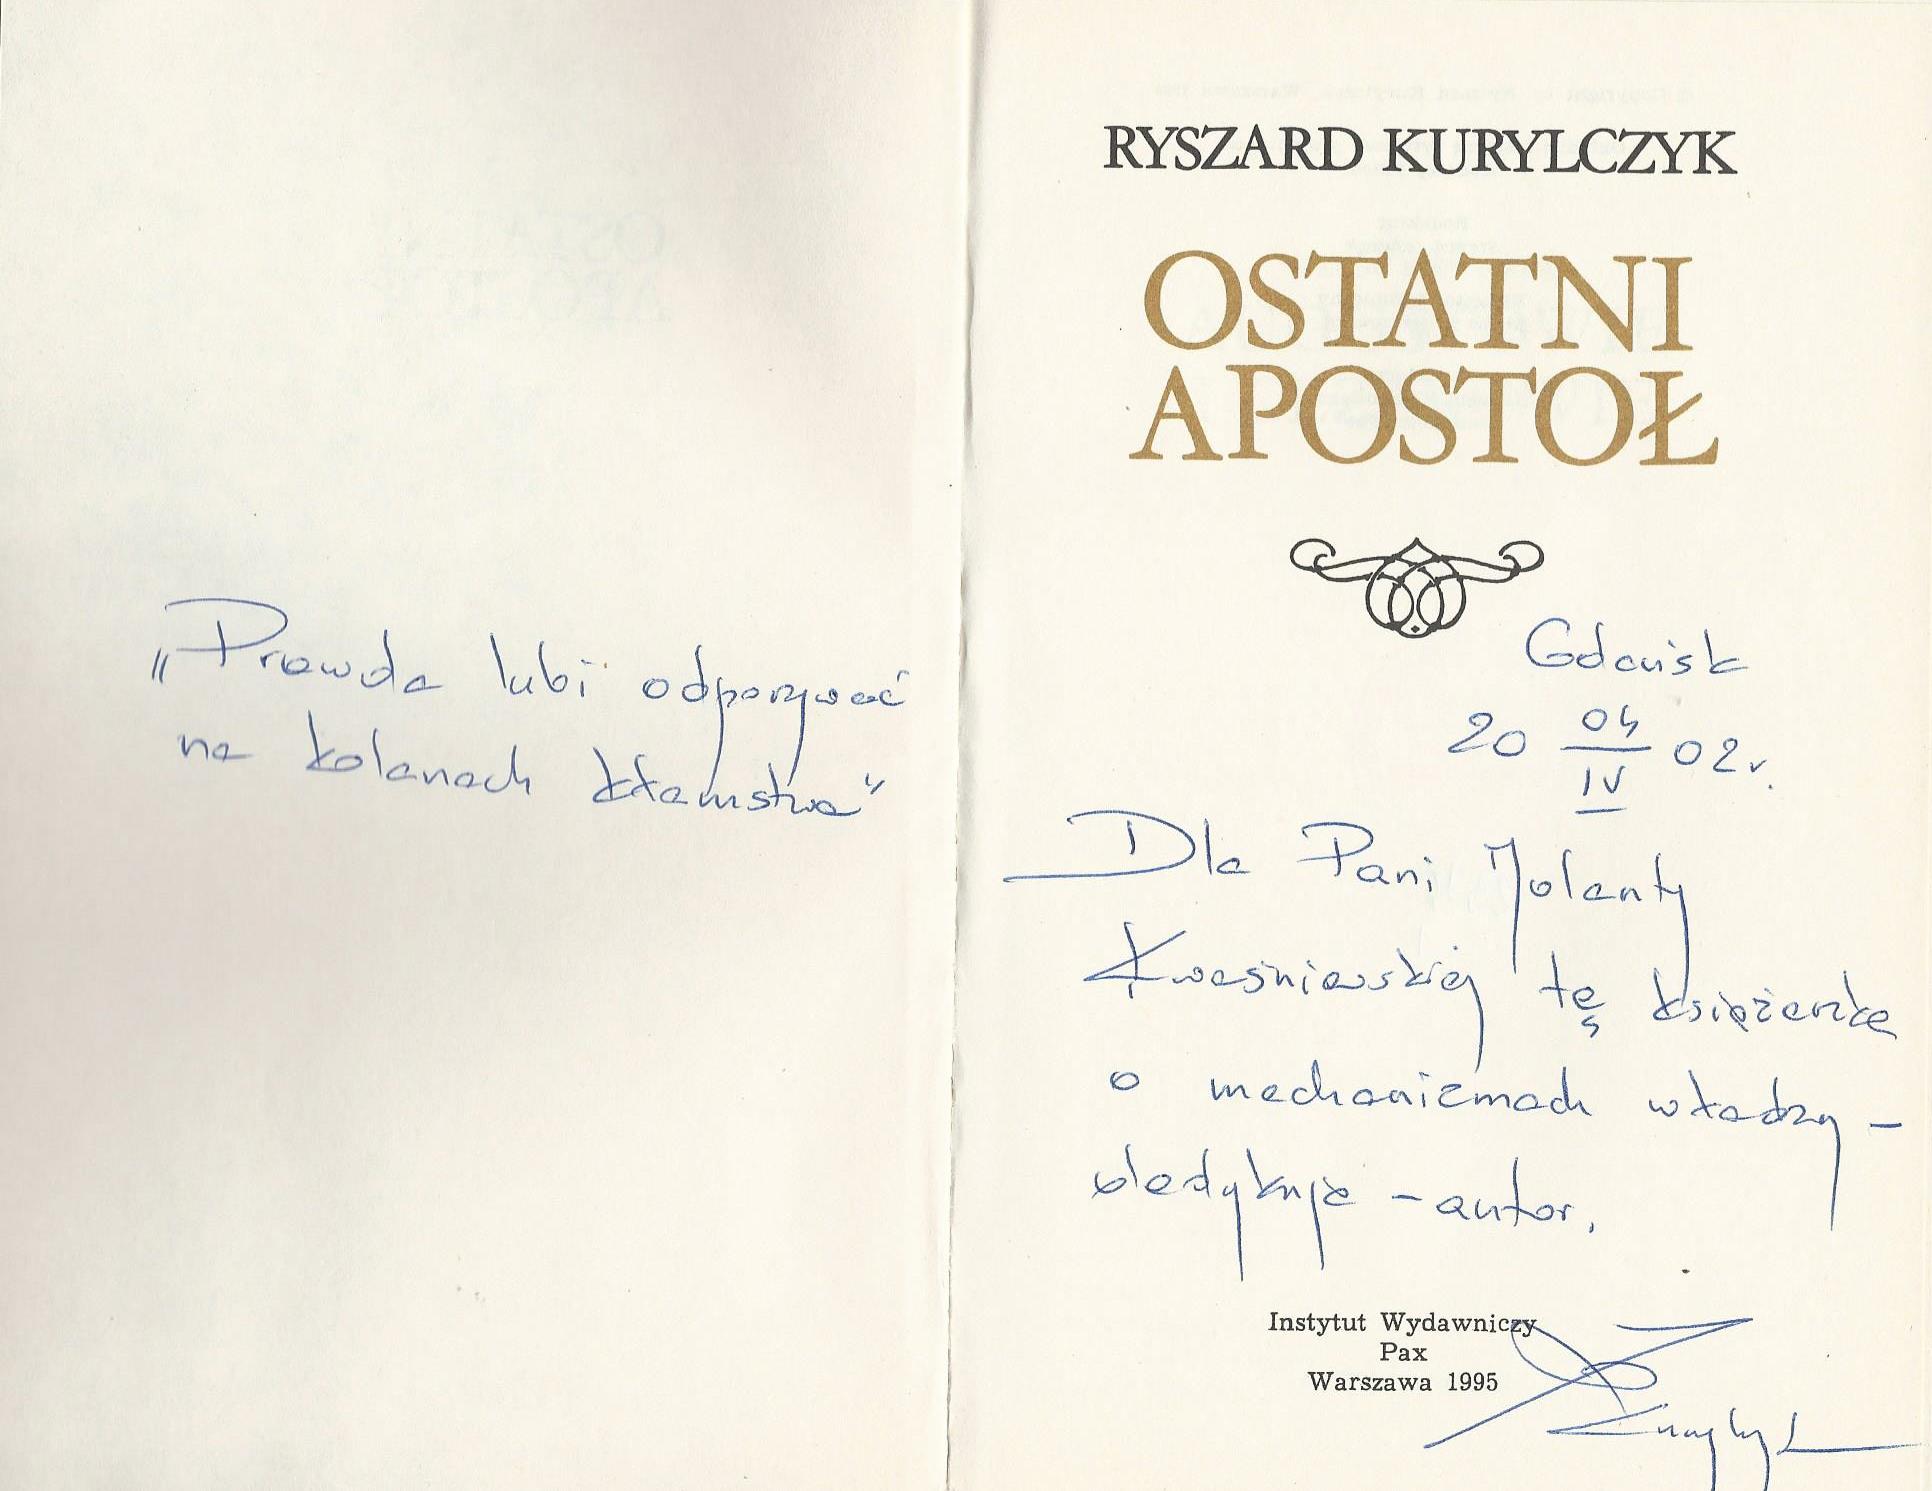 „Prawda lubi odpoczywać
na kolanach kłamstwa"
RYSZARD KURYLCZYK
OSTATNI
APOSTOŁ
Gdańsk
20 04/IV 02 r.
Dla Pani Jolanty
Kwaśniewskiej tę książeczkę
o mechanizmach władzy –
dedykuje – autor.
Instytut Wydawniczy
Pax
Warszawa 1995